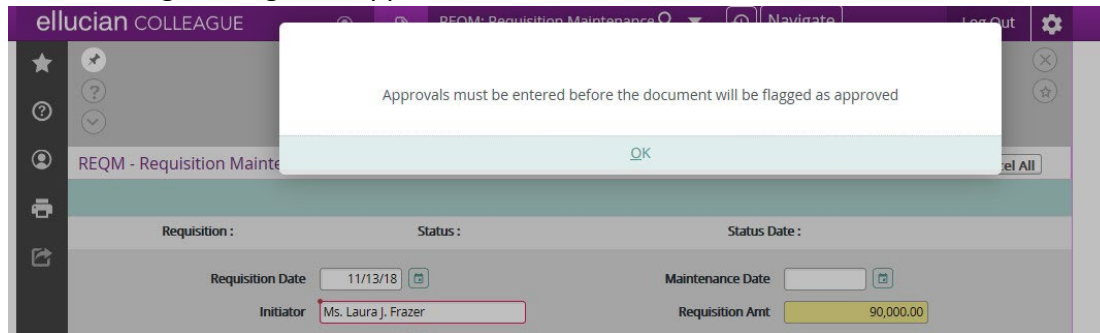 ellucian COLLEAGUE
REQM: Requisition Maintenance
Navigate
Log Out
Approvals must be entered before the document will be flagged as approved
OK
REQM - Requisition Mainte
cel All
Requisition :
Status :
Status Date :
Requisition Date 11/13/18
Maintenance Date
Initiator Ms. Laura J. Frazer
Requisition Amt 90,000.00